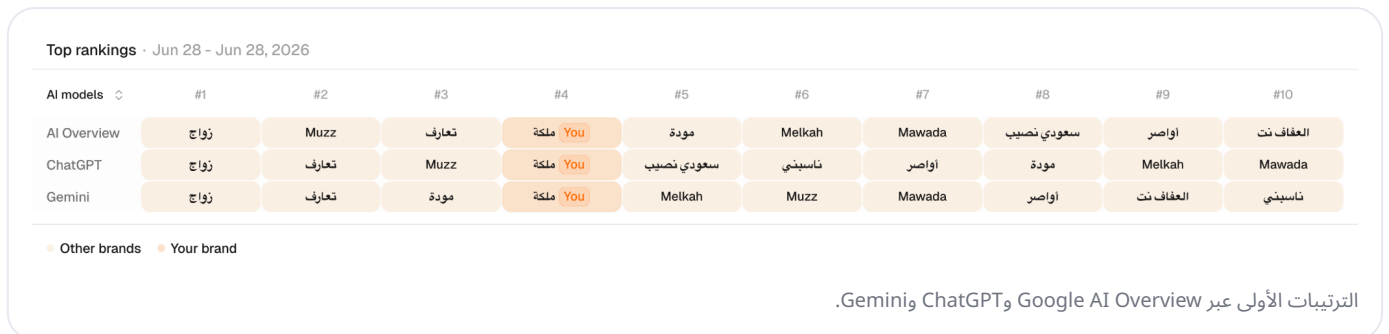 Top rankings · Jun 28 - Jun 28, 2026
AI models #1 #2 #3 #4 #5 #6 #7 #8 #9 #10
AI Overview زواج Muzz تعارف ملكة You مودة Melkah Mawada سعودي نصيب أواصر العفاف نت
ChatGPT زواج تعارف Muzz ملكة You سعودي نصيب ناسبني أواصر مودة Melkah Mawada
Gemini زواج تعارف مودة ملكة You Melkah Muzz Mawada أواصر العفاف نت ناسبني
Other brands Your brand
الترتيبات الأولى عبر Google AI Overview وChatGPT وGemini.